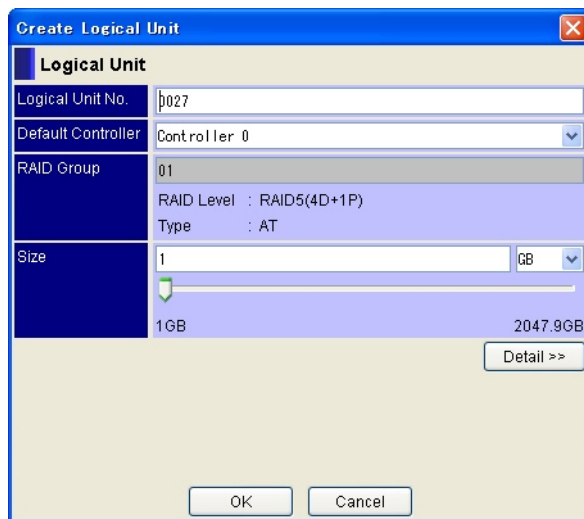 Create Logical Unit
Logical Unit
Logical Unit No. 0027
Default Controller Controller 0
RAID Group 01
RAID Level : RAID5(4D+1P)
Type : AT
Size 1 GB
1GB 2047.9GB
Detail >>
OK Cancel